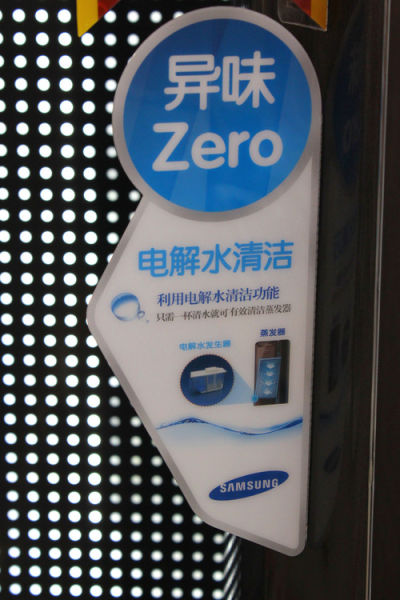 异味
Zero
电解水清洁
利用电解水清洁功能
只需一杯清水就可有效清洁蒸发器
蒸发器
电解水发生器
SAMSUNG